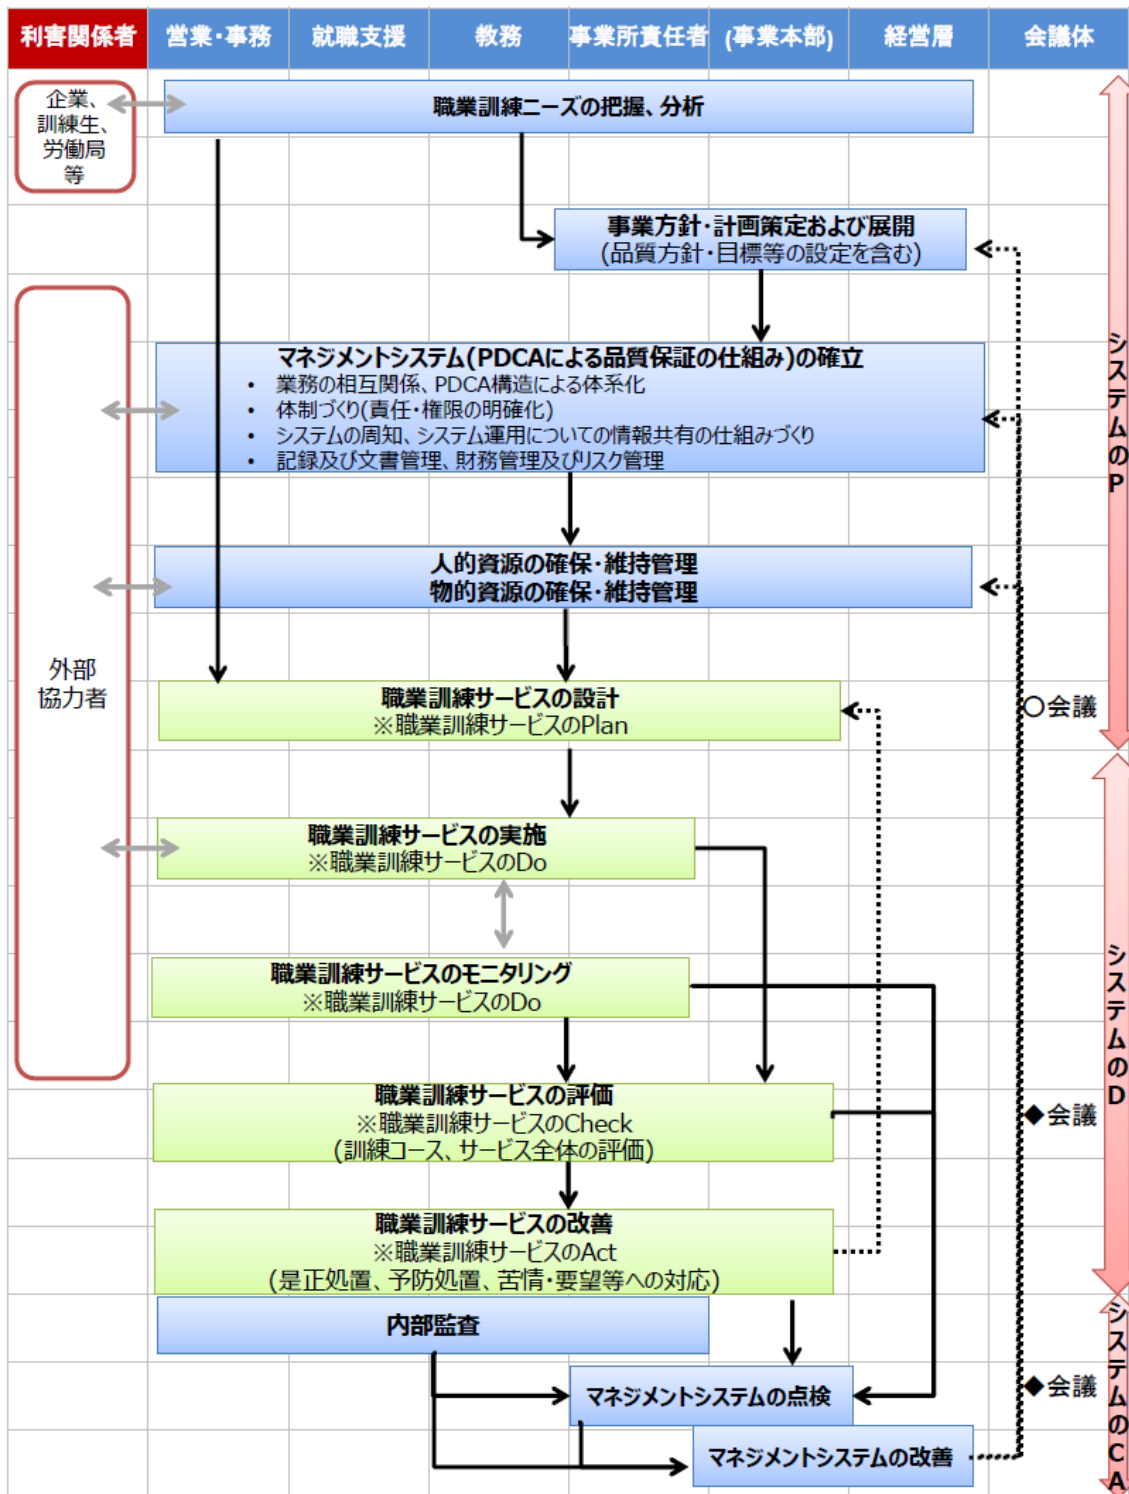 利害関係者
営業・事務
就職支援
教務
事業所責任者
(事業本部)
経営層
会議体
企業、
訓練生、
労働局
等
職業訓練ニーズの把握、分析
事業方針・計画策定および展開
(品質方針・目標等の設定を含む)
マネジメントシステム(PDCAによる品質保証の仕組み)の確立
• 業務の相互関係、PDCA構造による体系化
• 体制づくり(責任・権限の明確化)
• システムの周知、システム運用についての情報共有の仕組みづくり
• 記録及び文書管理、財務管理及びリスク管理
システムのP
人的資源の確保・維持管理
物的資源の確保・維持管理
外部
協力者
職業訓練サービスの設計
※職業訓練サービスのPlan
〇会議
職業訓練サービスの実施
※職業訓練サービスのDo
職業訓練サービスのモニタリング
※職業訓練サービスのDo
システムのD
職業訓練サービスの評価
※職業訓練サービスのCheck
(訓練コース、サービス全体の評価)
◆会議
職業訓練サービスの改善
※職業訓練サービスのAct
(是正処置、予防処置、苦情・要望等への対応)
内部監査
マネジメントシステムの点検
◆会議
マネジメントシステムの改善
システムのCA